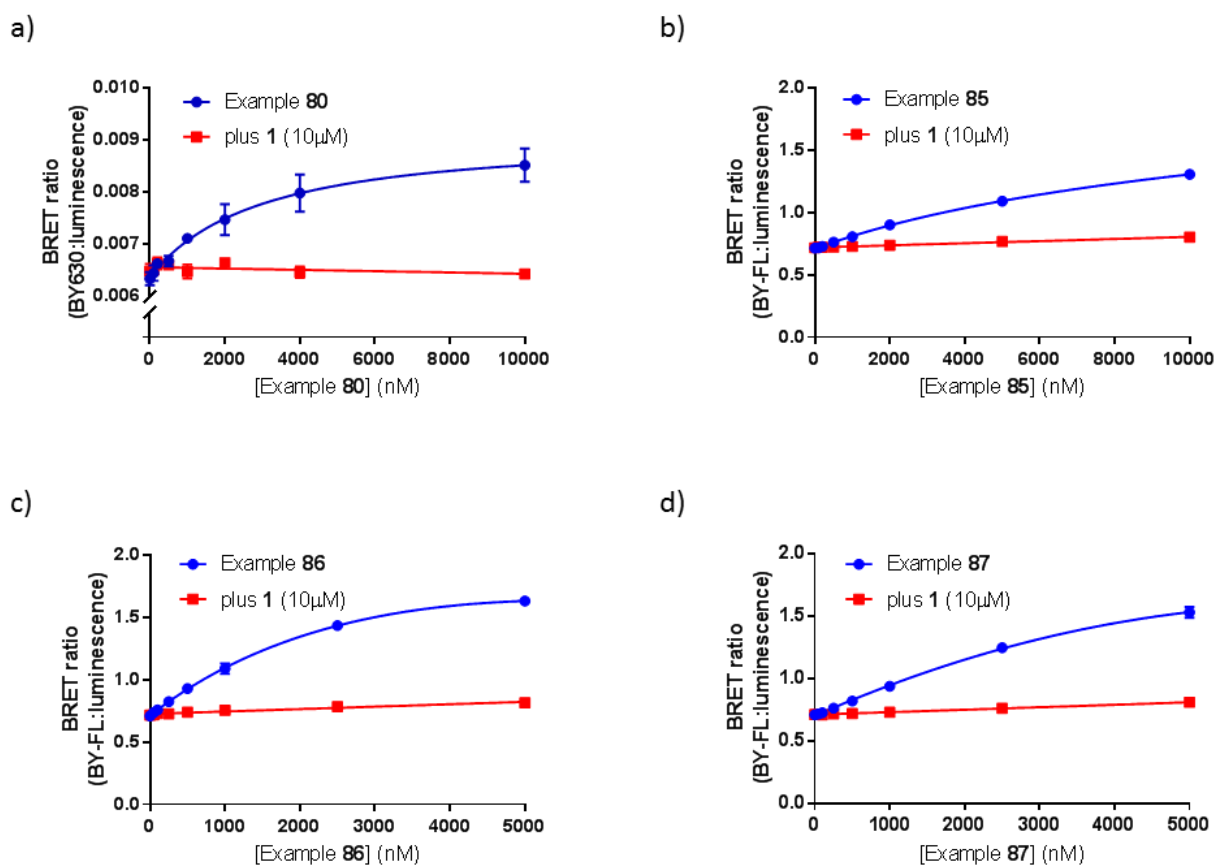 a)
BRET ratio
(BY630:luminescence)
0.010
0.009
0.008
0.007
0.006
Example 80
plus 1 (10μM)
0 2000 4000 6000 8000 10000
[Example 80] (nM)
b)
BRET ratio
(BY-FL:luminescence)
2.0
1.5
1.0
0.5
0.0
Example 85
plus 1 (10μM)
0 2000 4000 6000 8000 10000
[Example 85] (nM)
c)
BRET ratio
(BY-FL:luminescence)
2.0
1.5
1.0
0.5
0.0
Example 86
plus 1 (10μM)
0 1000 2000 3000 4000 5000
[Example 86] (nM)
d)
BRET ratio
(BY-FL:luminescence)
2.0
1.5
1.0
0.5
0.0
Example 87
plus 1 (10μM)
0 1000 2000 3000 4000 5000
[Example 87] (nM)